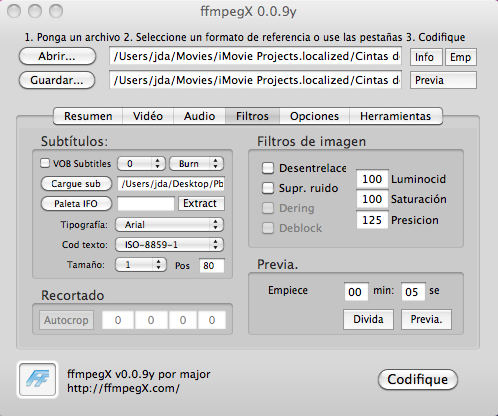 ffmpegX 0.0.9y
1. Ponga un archivo 2. Seleccione un formato de referencia o use las pestañas 3. Codifique
Abrir... /Users/jda/Movies/iMovie Projects.localized/Cintas de Info Emp
Guardar... /Users/jda/Movies/iMovie Projects.localized/Cintas de Previa
Resumen Vidéo Audio Filtros Opciones Herramientas
Subtítulos:
VOB Subtitles 0 Burn
Cargue sub /Users/jda/Desktop/Pb
Paleta IFO Extract
Tipografía: Arial
Cod texto: ISO-8859-1
Tamaño: 1 Pos 80
Recortado
Autocrop 0 0 0 0
Filtros de imagen
Desentrelace
Supr. ruido
Dering
Deblock
100 Luminocid
100 Saturación
125 Presicion
Previa.
Empiece 00 min: 05 se
Divida Previa.
ffmpegX v0.0.9y por major
http://ffmpegX.com/
Codifique